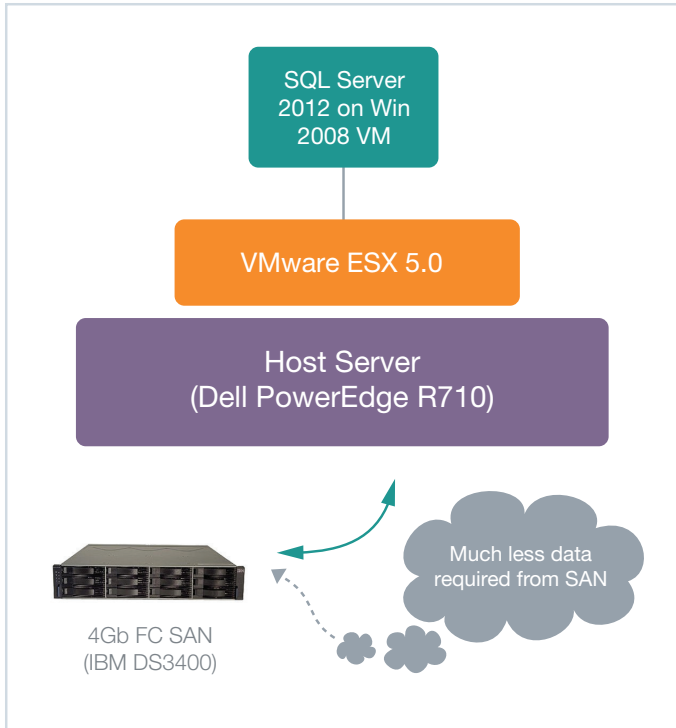 SQL Server
2012 on Win
2008 VM
VMware ESX 5.0
Host Server
(Dell PowerEdge R710)
Much less data
required from SAN
4Gb FC SAN
(IBM DS3400)